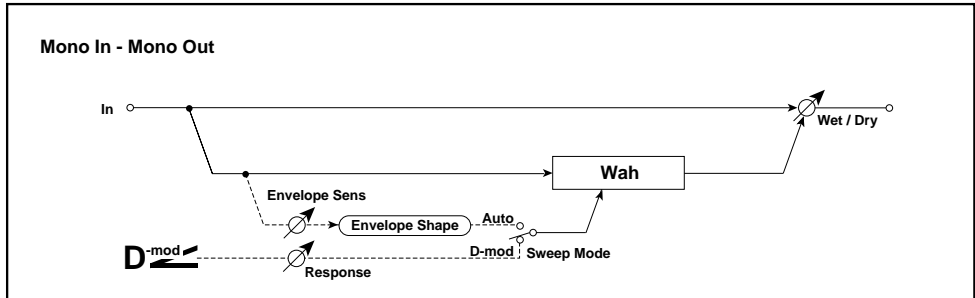 Mono In - Mono Out
In
Wet / Dry
Wah
Envelope Sens
Envelope Shape
Auto
D-mod
Sweep Mode
D-mod
Response